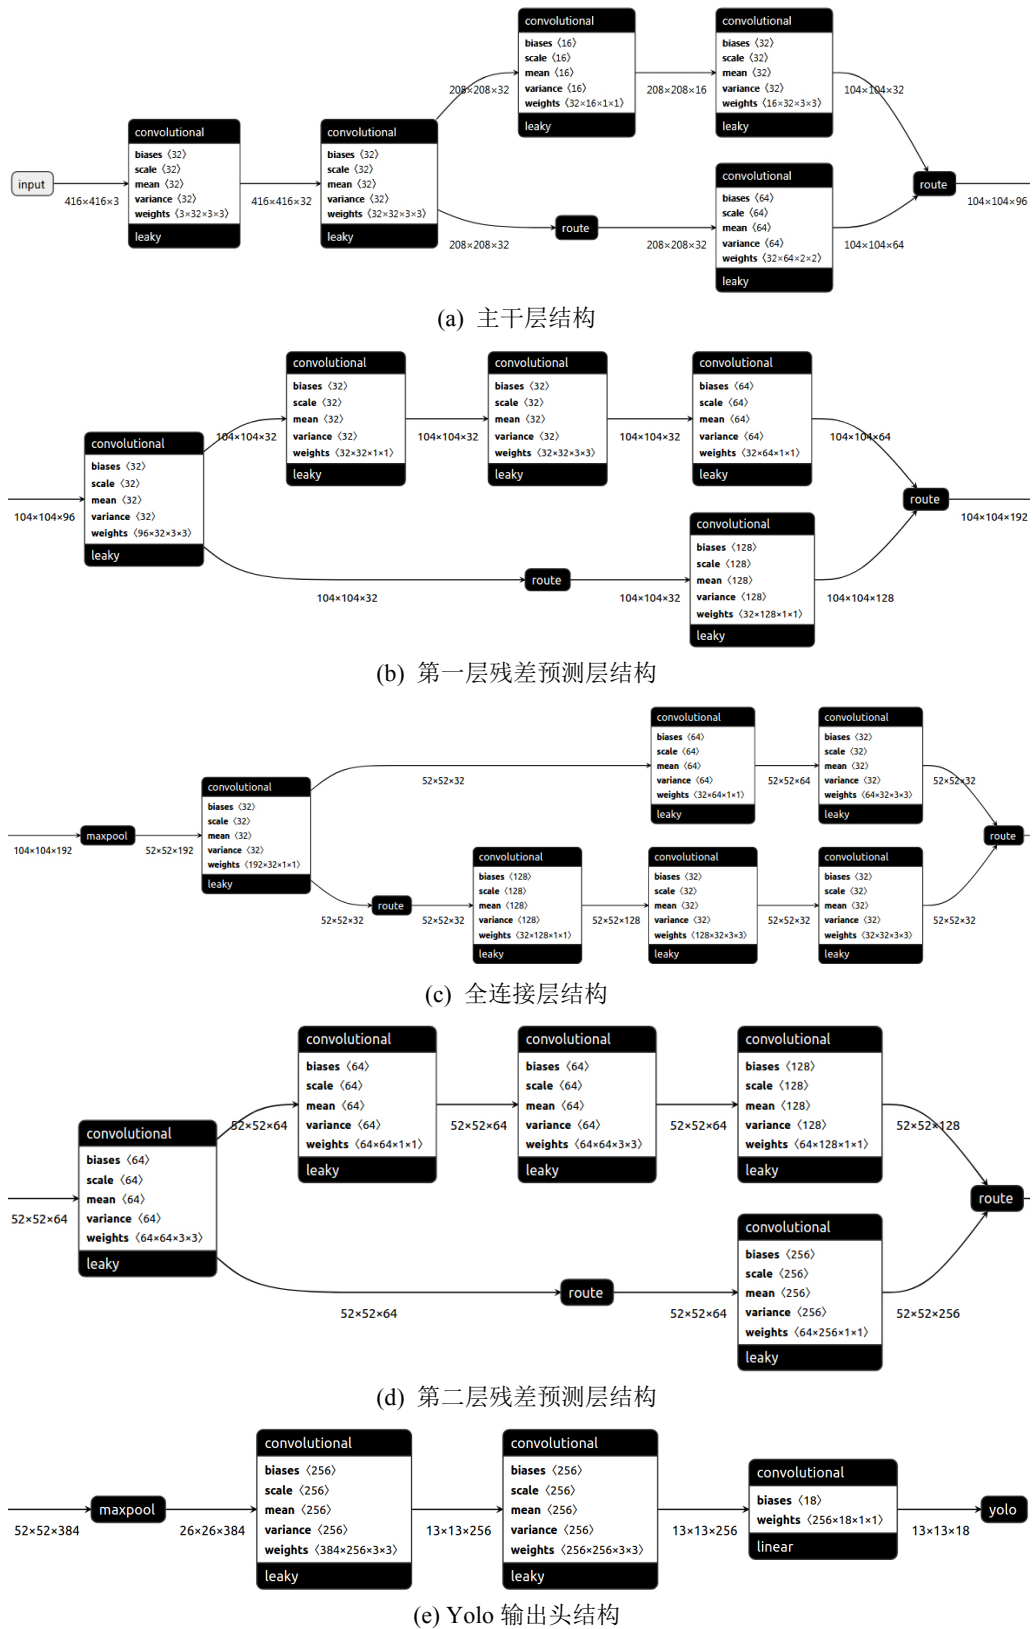 input
416×416×3
convolutional
biases〈32〉
scale〈32〉
mean〈32〉
variance〈32〉
weights〈3×32×3×3〉
leaky
416×416×32
convolutional
biases〈32〉
scale〈32〉
mean〈32〉
variance〈32〉
weights〈32×32×3×3〉
leaky
208×208×32
convolutional
biases〈16〉
scale〈16〉
mean〈16〉
variance〈16〉
weights〈32×16×1×1〉
leaky
208×208×16
convolutional
biases〈32〉
scale〈32〉
mean〈32〉
variance〈32〉
weights〈16×32×3×3〉
leaky
104×104×32
208×208×32
route
208×208×32
convolutional
biases〈64〉
scale〈64〉
mean〈64〉
variance〈64〉
weights〈32×64×2×2〉
leaky
104×104×64
route
104×104×96
(a) 主干层结构
104×104×96
convolutional
biases〈32〉
scale〈32〉
mean〈32〉
variance〈32〉
weights〈96×32×3×3〉
leaky
104×104×32
convolutional
biases〈32〉
scale〈32〉
mean〈32〉
variance〈32〉
weights〈32×32×1×1〉
leaky
104×104×32
convolutional
biases〈32〉
scale〈32〉
mean〈32〉
variance〈32〉
weights〈32×32×3×3〉
leaky
104×104×32
convolutional
biases〈64〉
scale〈64〉
mean〈64〉
variance〈64〉
weights〈32×64×1×1〉
leaky
104×104×64
104×104×32
route
104×104×32
convolutional
biases〈128〉
scale〈128〉
mean〈128〉
variance〈128〉
weights〈32×128×1×1〉
leaky
104×104×128
route
104×104×192
(b) 第一层残差预测层结构
104×104×192
maxpool
52×52×192
convolutional
biases〈32〉
scale〈32〉
mean〈32〉
variance〈32〉
weights〈192×32×1×1〉
leaky
52×52×32
convolutional
biases〈64〉
scale〈64〉
mean〈64〉
variance〈64〉
weights〈32×64×1×1〉
leaky
52×52×64
convolutional
biases〈32〉
scale〈32〉
mean〈32〉
variance〈32〉
weights〈64×32×3×3〉
leaky
52×52×32
52×52×32
route
52×52×32
convolutional
biases〈128〉
scale〈128〉
mean〈128〉
variance〈128〉
weights〈32×128×1×1〉
leaky
52×52×128
convolutional
biases〈32〉
scale〈32〉
mean〈32〉
variance〈32〉
weights〈128×32×3×3〉
leaky
52×52×32
convolutional
biases〈32〉
scale〈32〉
mean〈32〉
variance〈32〉
weights〈32×32×3×3〉
leaky
52×52×32
route
(c) 全连接层结构
52×52×64
convolutional
biases〈64〉
scale〈64〉
mean〈64〉
variance〈64〉
weights〈64×64×3×3〉
leaky
52×52×64
convolutional
biases〈64〉
scale〈64〉
mean〈64〉
variance〈64〉
weights〈64×64×1×1〉
leaky
52×52×64
convolutional
biases〈64〉
scale〈64〉
mean〈64〉
variance〈64〉
weights〈64×64×3×3〉
leaky
52×52×64
convolutional
biases〈128〉
scale〈128〉
mean〈128〉
variance〈128〉
weights〈64×128×1×1〉
leaky
52×52×128
52×52×64
route
52×52×64
convolutional
biases〈256〉
scale〈256〉
mean〈256〉
variance〈256〉
weights〈64×256×1×1〉
leaky
52×52×256
route
(d) 第二层残差预测层结构
52×52×384
maxpool
26×26×384
convolutional
biases〈256〉
scale〈256〉
mean〈256〉
variance〈256〉
weights〈384×256×3×3〉
leaky
13×13×256
convolutional
biases〈256〉
scale〈256〉
mean〈256〉
variance〈256〉
weights〈256×256×3×3〉
leaky
13×13×256
convolutional
biases〈18〉
weights〈256×18×1×1〉
linear
13×13×18
yolo
(e) Yolo 输出头结构